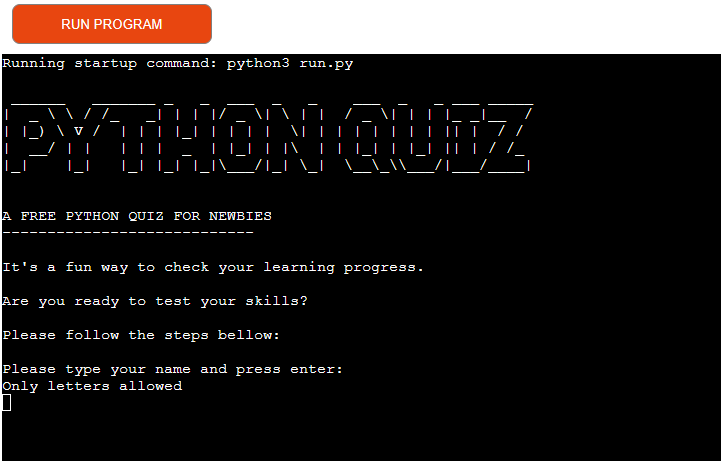 RUN PROGRAM
Running startup command: python3 run.py
PYTHON QUIZ
A FREE PYTHON QUIZ FOR NEWBIES
----------------------------
It's a fun way to check your learning progress.
Are you ready to test your skills?
Please follow the steps bellow:
Please type your name and press enter:
Only letters allowed